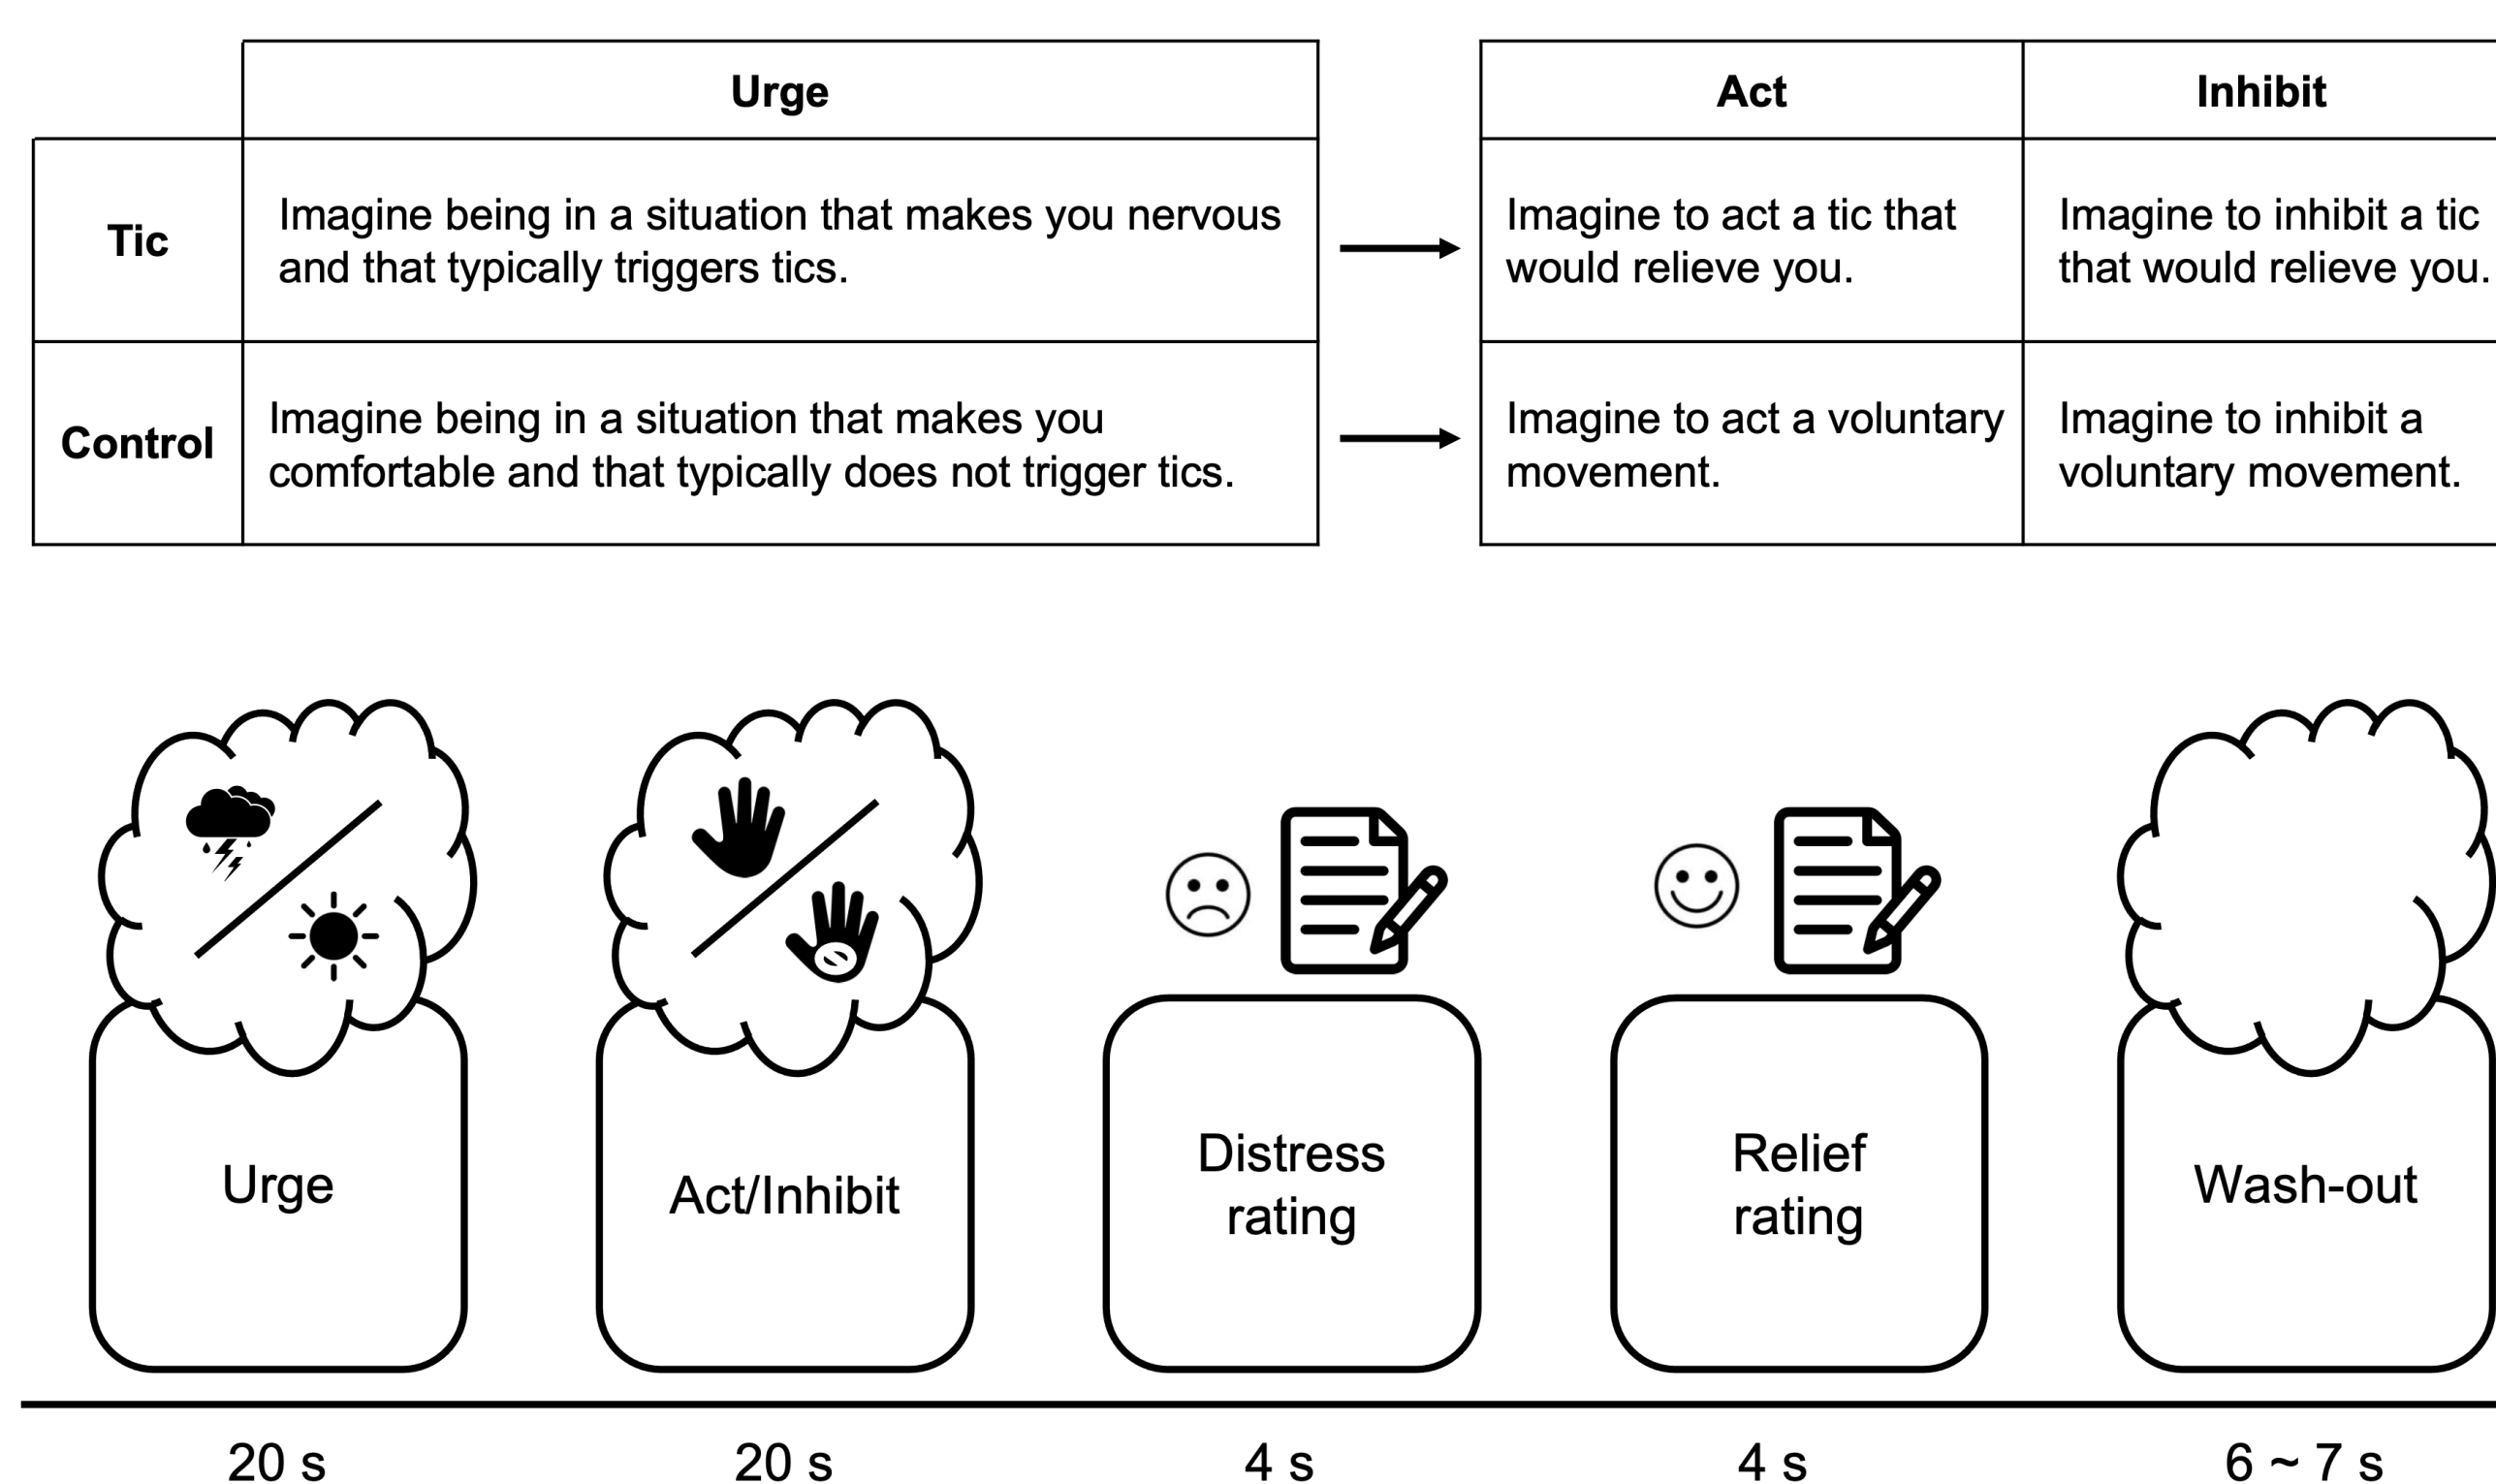 Urge
Act
Inhibit
Tic
Imagine being in a situation that makes you nervous
and that typically triggers tics.
Imagine to act a tic that
would relieve you.
Imagine to inhibit a tic
that would relieve you.
Control
Imagine being in a situation that makes you
comfortable and that typically does not trigger tics.
Imagine to act a voluntary
movement.
Imagine to inhibit a
voluntary movement.
Urge
Act/Inhibit
Distress
rating
Relief
rating
Wash-out
20 s
20 s
4 s
4 s
6 ~ 7 s